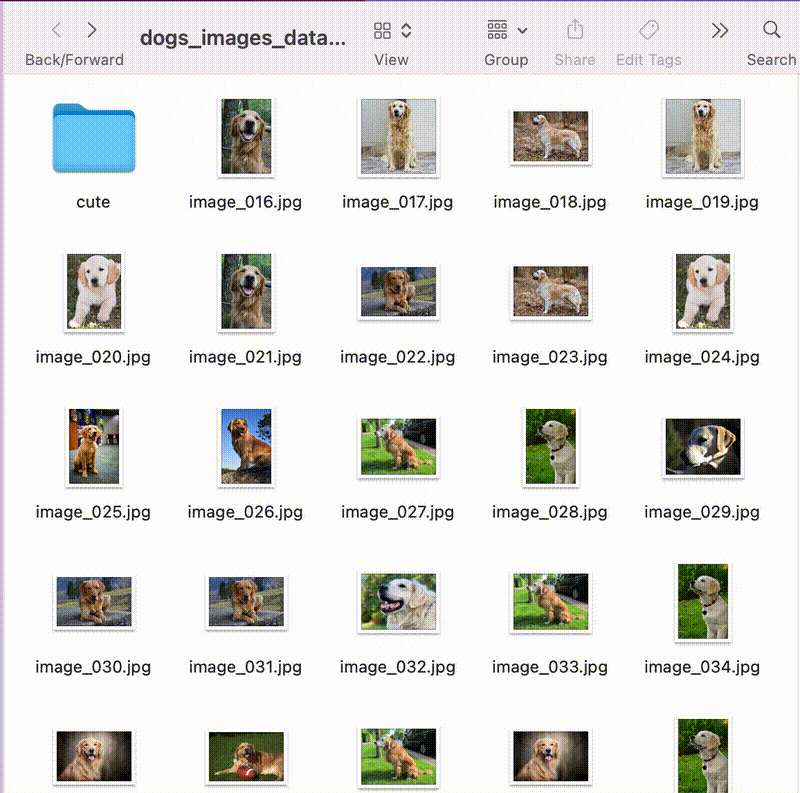 dogs_images_data...
Back/Forward
View
Group
Share
Edit Tags
Search
cute
image_016.jpg
image_017.jpg
image_018.jpg
image_019.jpg
image_020.jpg
image_021.jpg
image_022.jpg
image_023.jpg
image_024.jpg
image_025.jpg
image_026.jpg
image_027.jpg
image_028.jpg
image_029.jpg
image_030.jpg
image_031.jpg
image_032.jpg
image_033.jpg
image_034.jpg